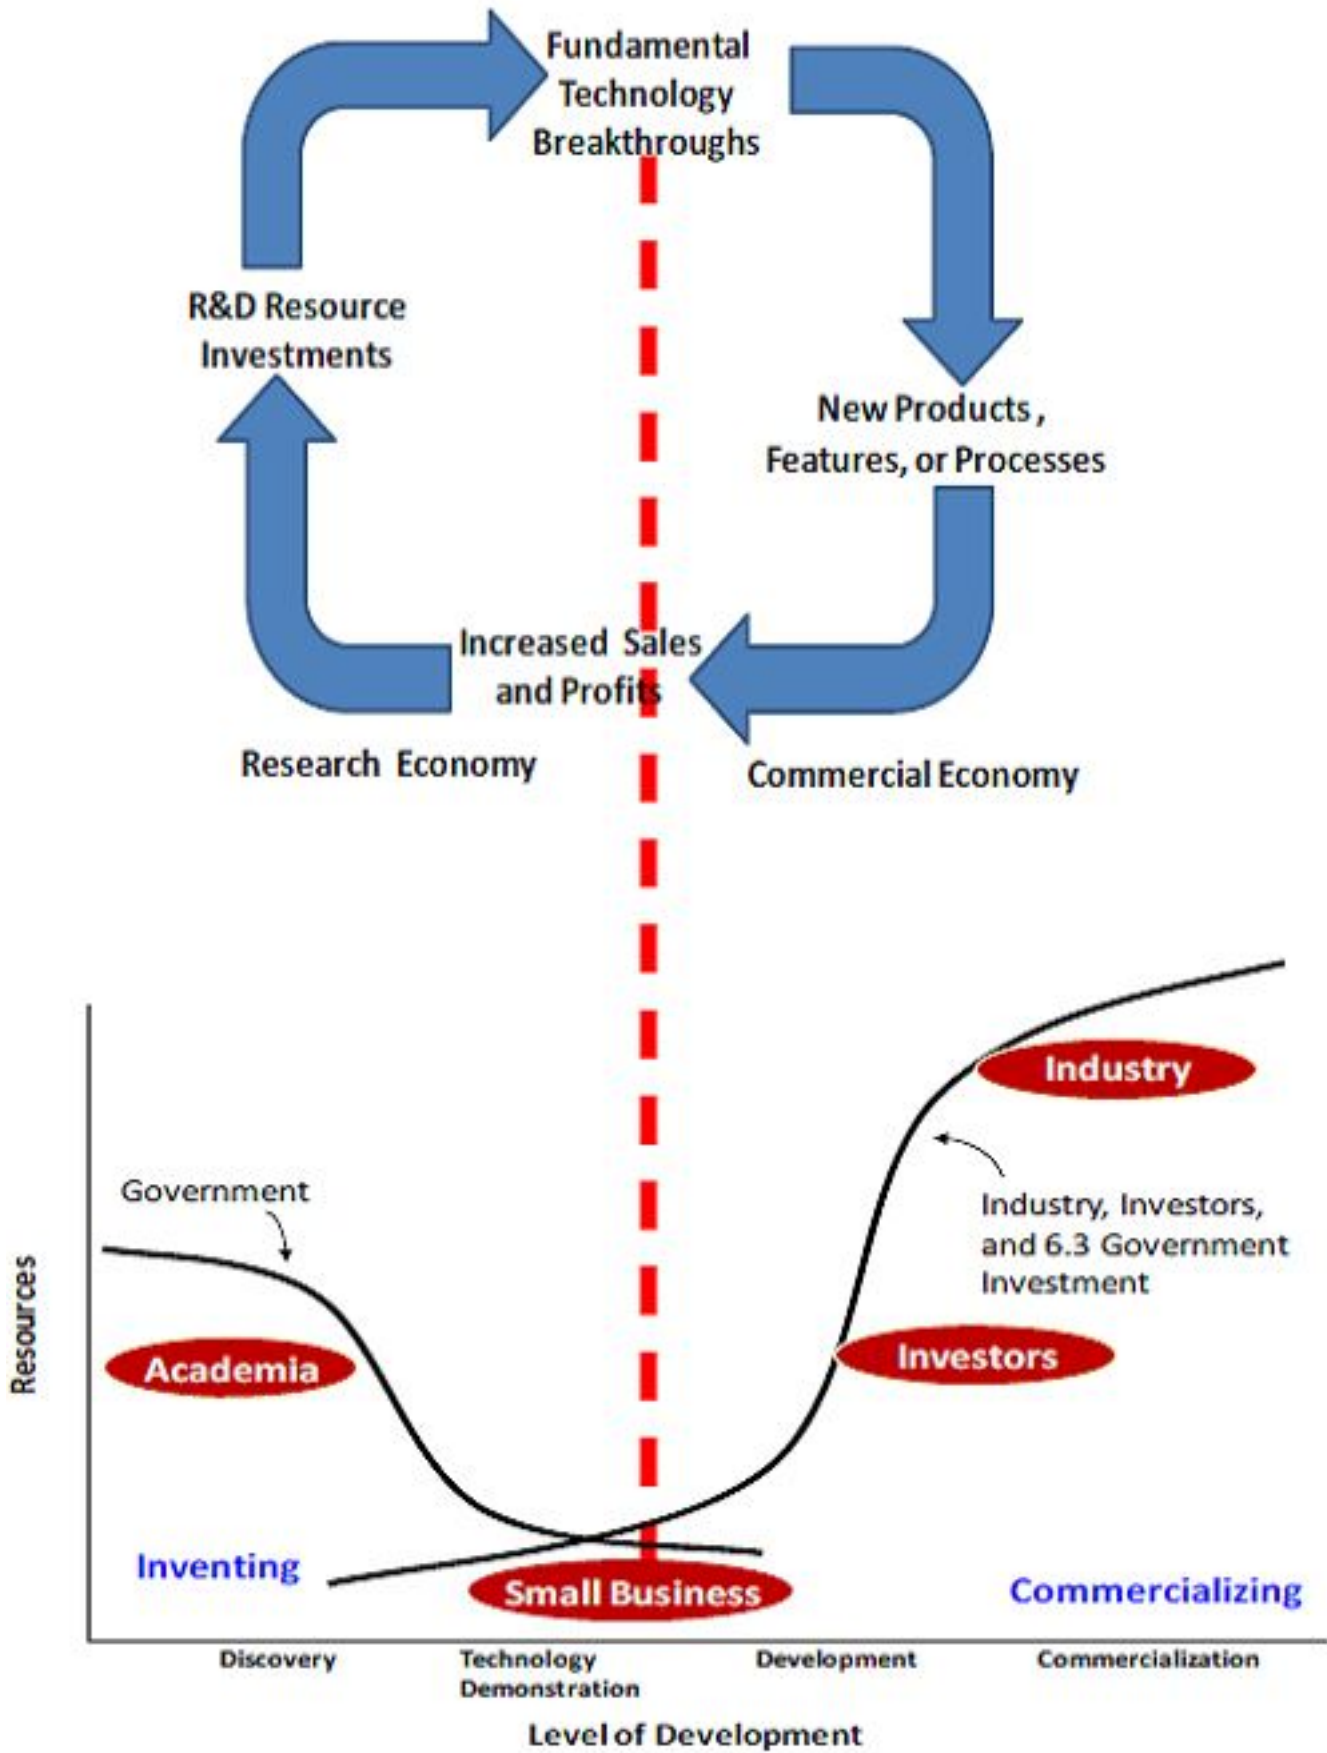 Fundamental
Technology
Breakthroughs
R&D Resource
Investments
New Products ,
Features, or Processes
Increased Sales
and Profits
Research Economy
Commercial Economy
Industry
Government
Industry, Investors,
and 6.3 Government
Investment
Resources
Academia
Investors
Inventing
Small Business
Commercializing
Discovery
Technology
Demonstration
Development
Commercialization
Level of Development